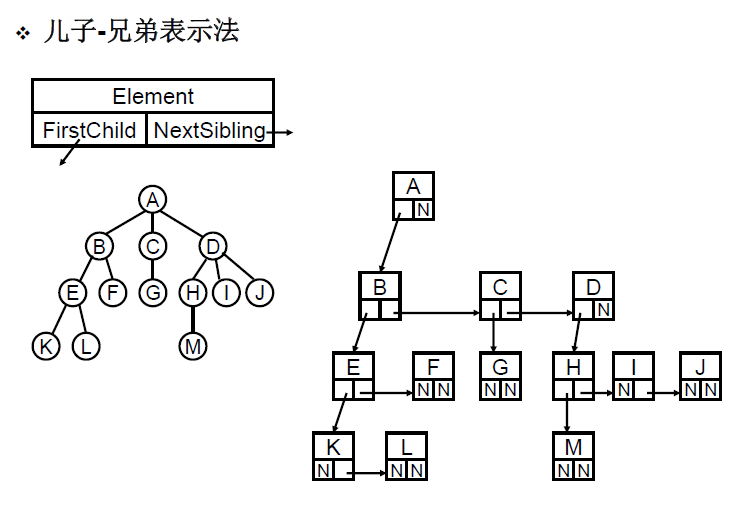 ❖ 儿子-兄弟表示法
Element
FirstChild NextSibling
A
B C D
E F G H I J
K L M
A
N
B C D
N
E F G H I J
N N N N N N N
K L M
N N N N N